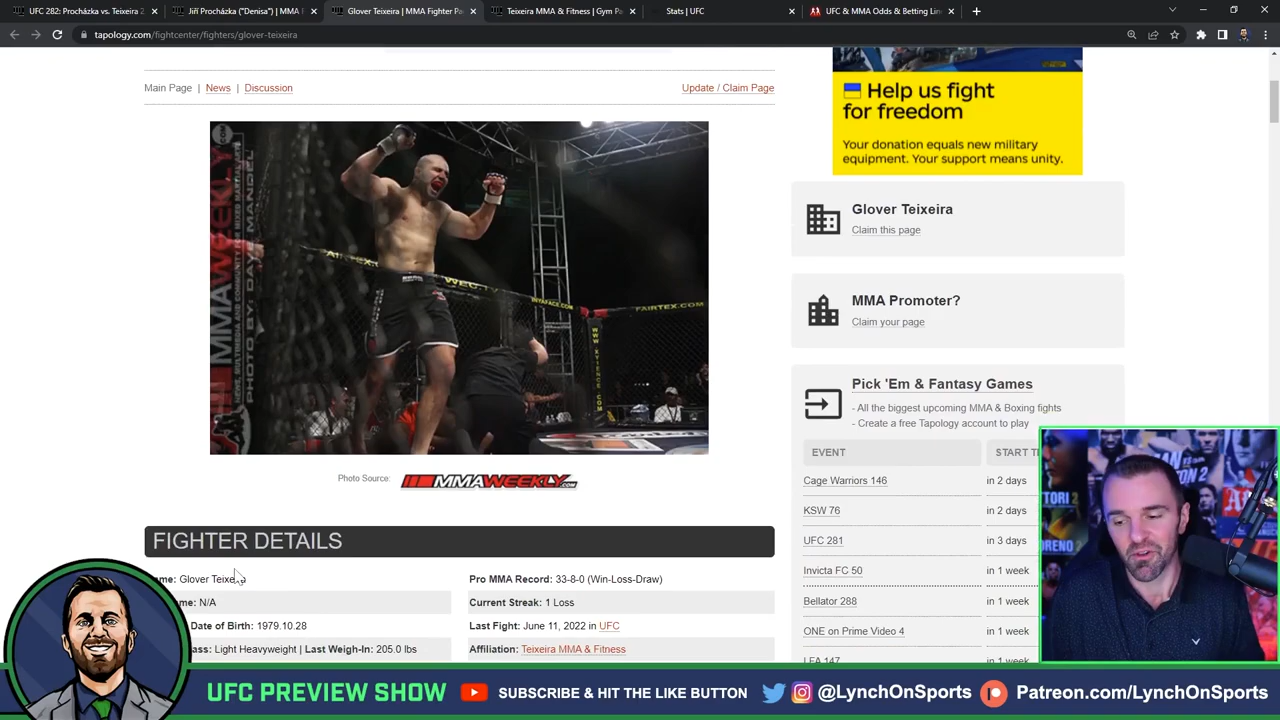 UFC 282: Procházka vs. Teixeira 2
Jiří Procházka ("Denisa") | MMA F
Glover Teixeira | MMA Fighter Pa
Teixeira MMA & Fitness | Gym Pa
Stats | UFC
UFC & MMA Odds & Betting Lin
tapology.com/fightcenter/fighters/glover-teixeira
Main Page | News | Discussion
Update / Claim Page
Help us fight
for freedom
Your donation equals new military
equipment. Your support means unity.
Glover Teixeira
Claim this page
MMA Promoter?
Claim your page
Pick 'Em & Fantasy Games
- All the biggest upcoming MMA & Boxing fights
- Create a free Tapology account to play
EVENT
START TI
Cage Warriors 146
in 2 days
KSW 76
in 2 days
UFC 281
in 3 days
Invicta FC 50
in 1 week
Bellator 288
in 1 week
ONE on Prime Video 4
in 1 week
LFA 147
Photo Source: MMAWEEKLY.COM
FIGHTER DETAILS
Name: Glover Teixeira
Pro MMA Record: 33-8-0 (Win-Loss-Draw)
ame: N/A
Current Streak: 1 Loss
Date of Birth: 1979.10.28
Last Fight: June 11, 2022 in UFC
ass: Light Heavyweight | Last Weigh-In: 205.0 lbs
Affiliation: Teixeira MMA & Fitness
UFC PREVIEW SHOW
SUBSCRIBE & HIT THE LIKE BUTTON
@LynchOnSports
Patreon.com/LynchOnSports